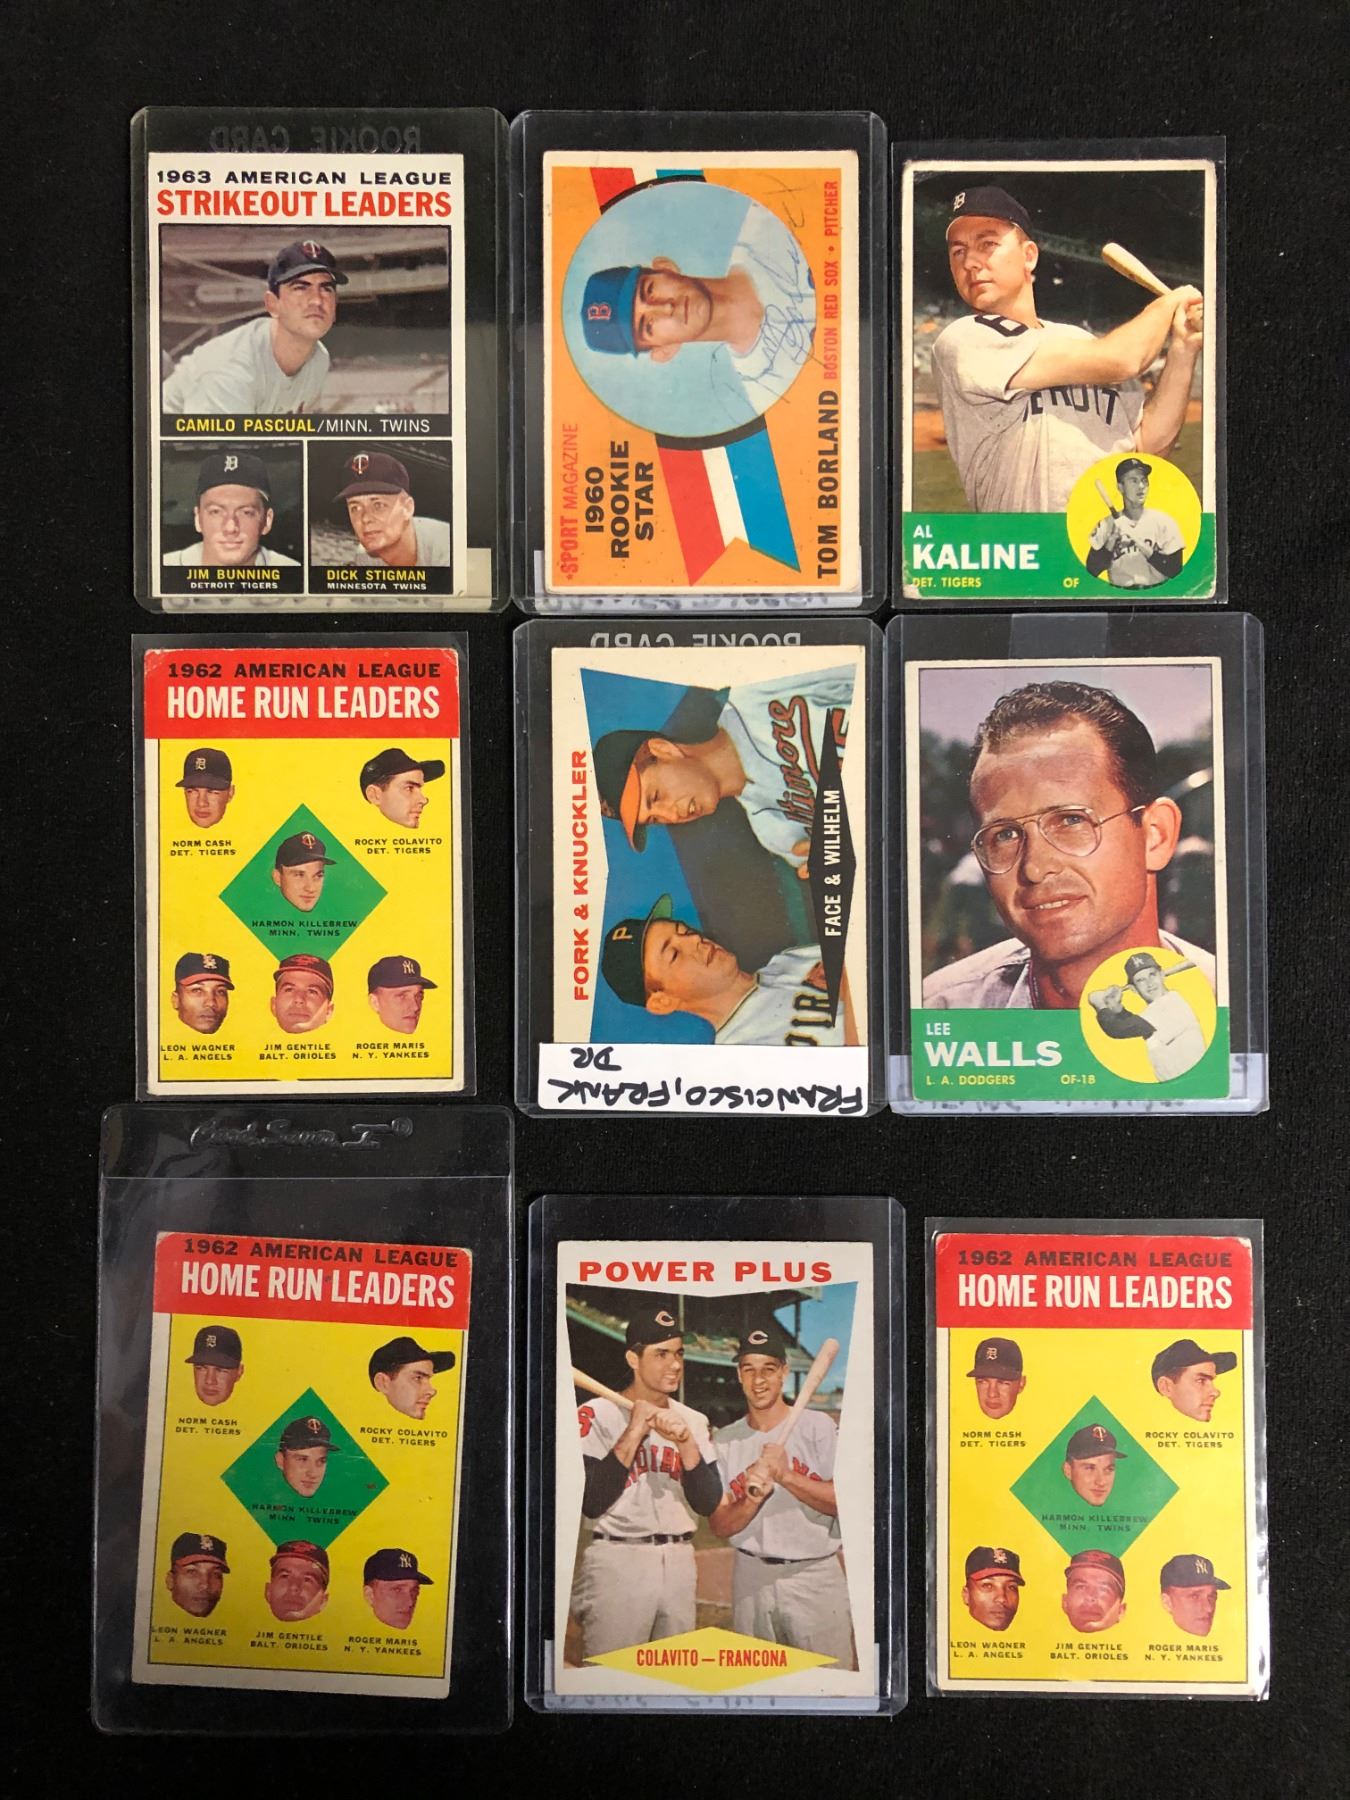 ROOKIE CARD
1963 AMERICAN LEAGUE
STRIKEOUT LEADERS
CAMILO PASCUAL/MINN. TWINS
JIM BUNNING
DETROIT TIGERS
DICK STIGMAN
MINNESOTA TWINS
SPORT MAGAZINE
1960
ROOKIE
STAR
Tom Borland
TOM BORLAND BOSTON RED SOX • PITCHER
DETROIT
AL
KALINE
DET. TIGERS OF
1962 AMERICAN LEAGUE
HOME RUN LEADERS
NORM CASH
DET. TIGERS
ROCKY COLAVITO
DET. TIGERS
HARMON KILLEBREW
MINN. TWINS
LEON WAGNER
L. A. ANGELS
JIM GENTILE
BALT. ORIOLES
ROGER MARIS
N. Y. YANKEES
ROOKIE CARD
FORK & KNUCKLER
FACE & WILHELM
FRANCISCO, FRANK
DR
LEE
WALLS
L. A. DODGERS OF-1B
Card Saver I®
1962 AMERICAN LEAGUE
HOME RUN LEADERS
NORM CASH
DET. TIGERS
ROCKY COLAVITO
DET. TIGERS
HARMON KILLEBREW
MINN. TWINS
LEON WAGNER
L. A. ANGELS
JIM GENTILE
BALT. ORIOLES
ROGER MARIS
N. Y. YANKEES
POWER PLUS
COLAVITO — FRANCONA
1962 AMERICAN LEAGUE
HOME RUN LEADERS
NORM CASH
DET. TIGERS
ROCKY COLAVITO
DET. TIGERS
HARMON KILLEBREW
MINN. TWINS
LEON WAGNER
L. A. ANGELS
JIM GENTILE
BALT. ORIOLES
ROGER MARIS
N. Y. YANKEES